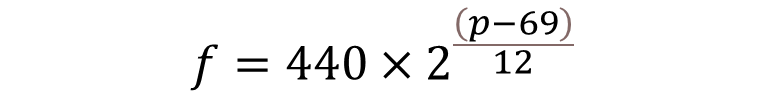 f = 440 × 2^((p−69)/12)